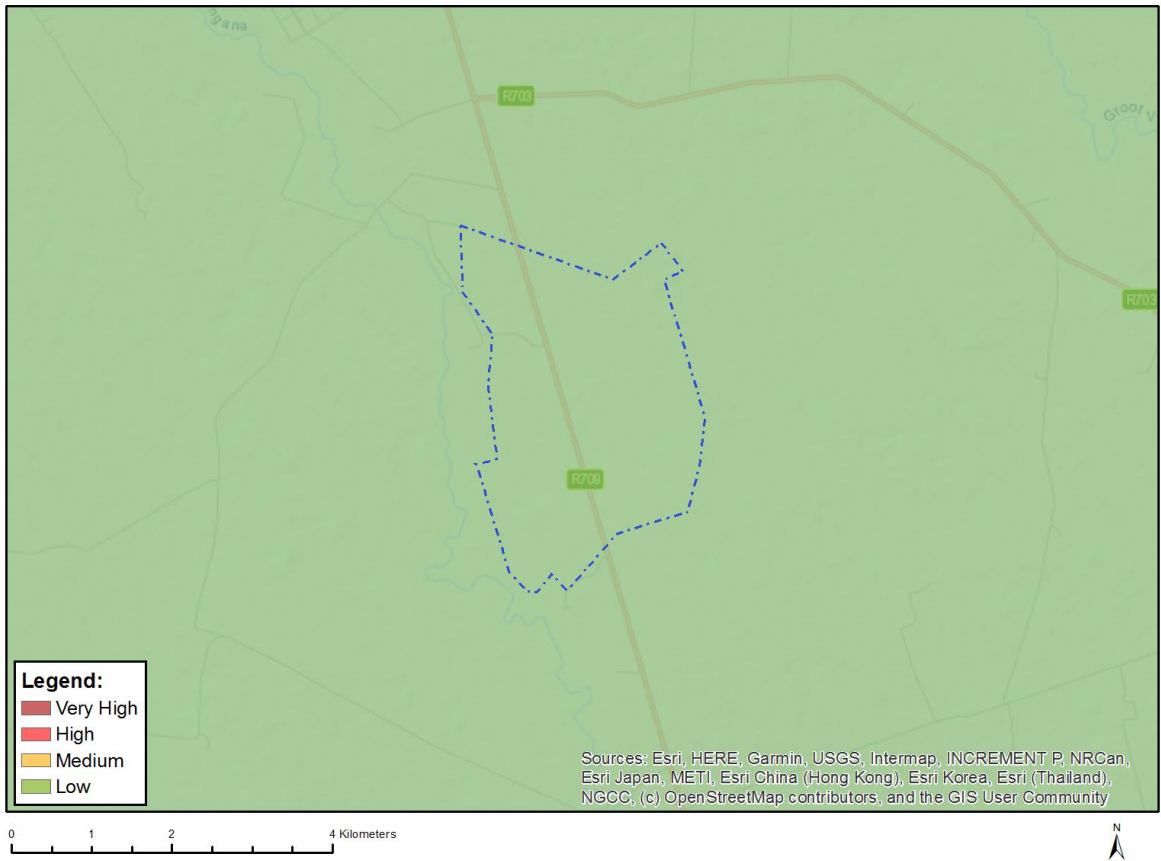 ngana
R703
Groot V
R703
R709
Legend:
Very High
High
Medium
Low
Sources: Esri, HERE, Garmin, USGS, Intermap, INCREMENT P, NRCan,
Esri Japan, METI, Esri China (Hong Kong), Esri Korea, Esri (Thailand),
NGCC, (c) OpenStreetMap contributors, and the GIS User Community
0 1 2 4 Kilometers
N